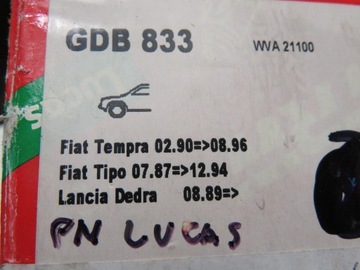 GDB 833 WVA 21100
Fiat Tempra 02.90=>08.96
Fiat Tipo 07.87=>12.94
Lancia Dedra 08.89=>
PN LUCAS